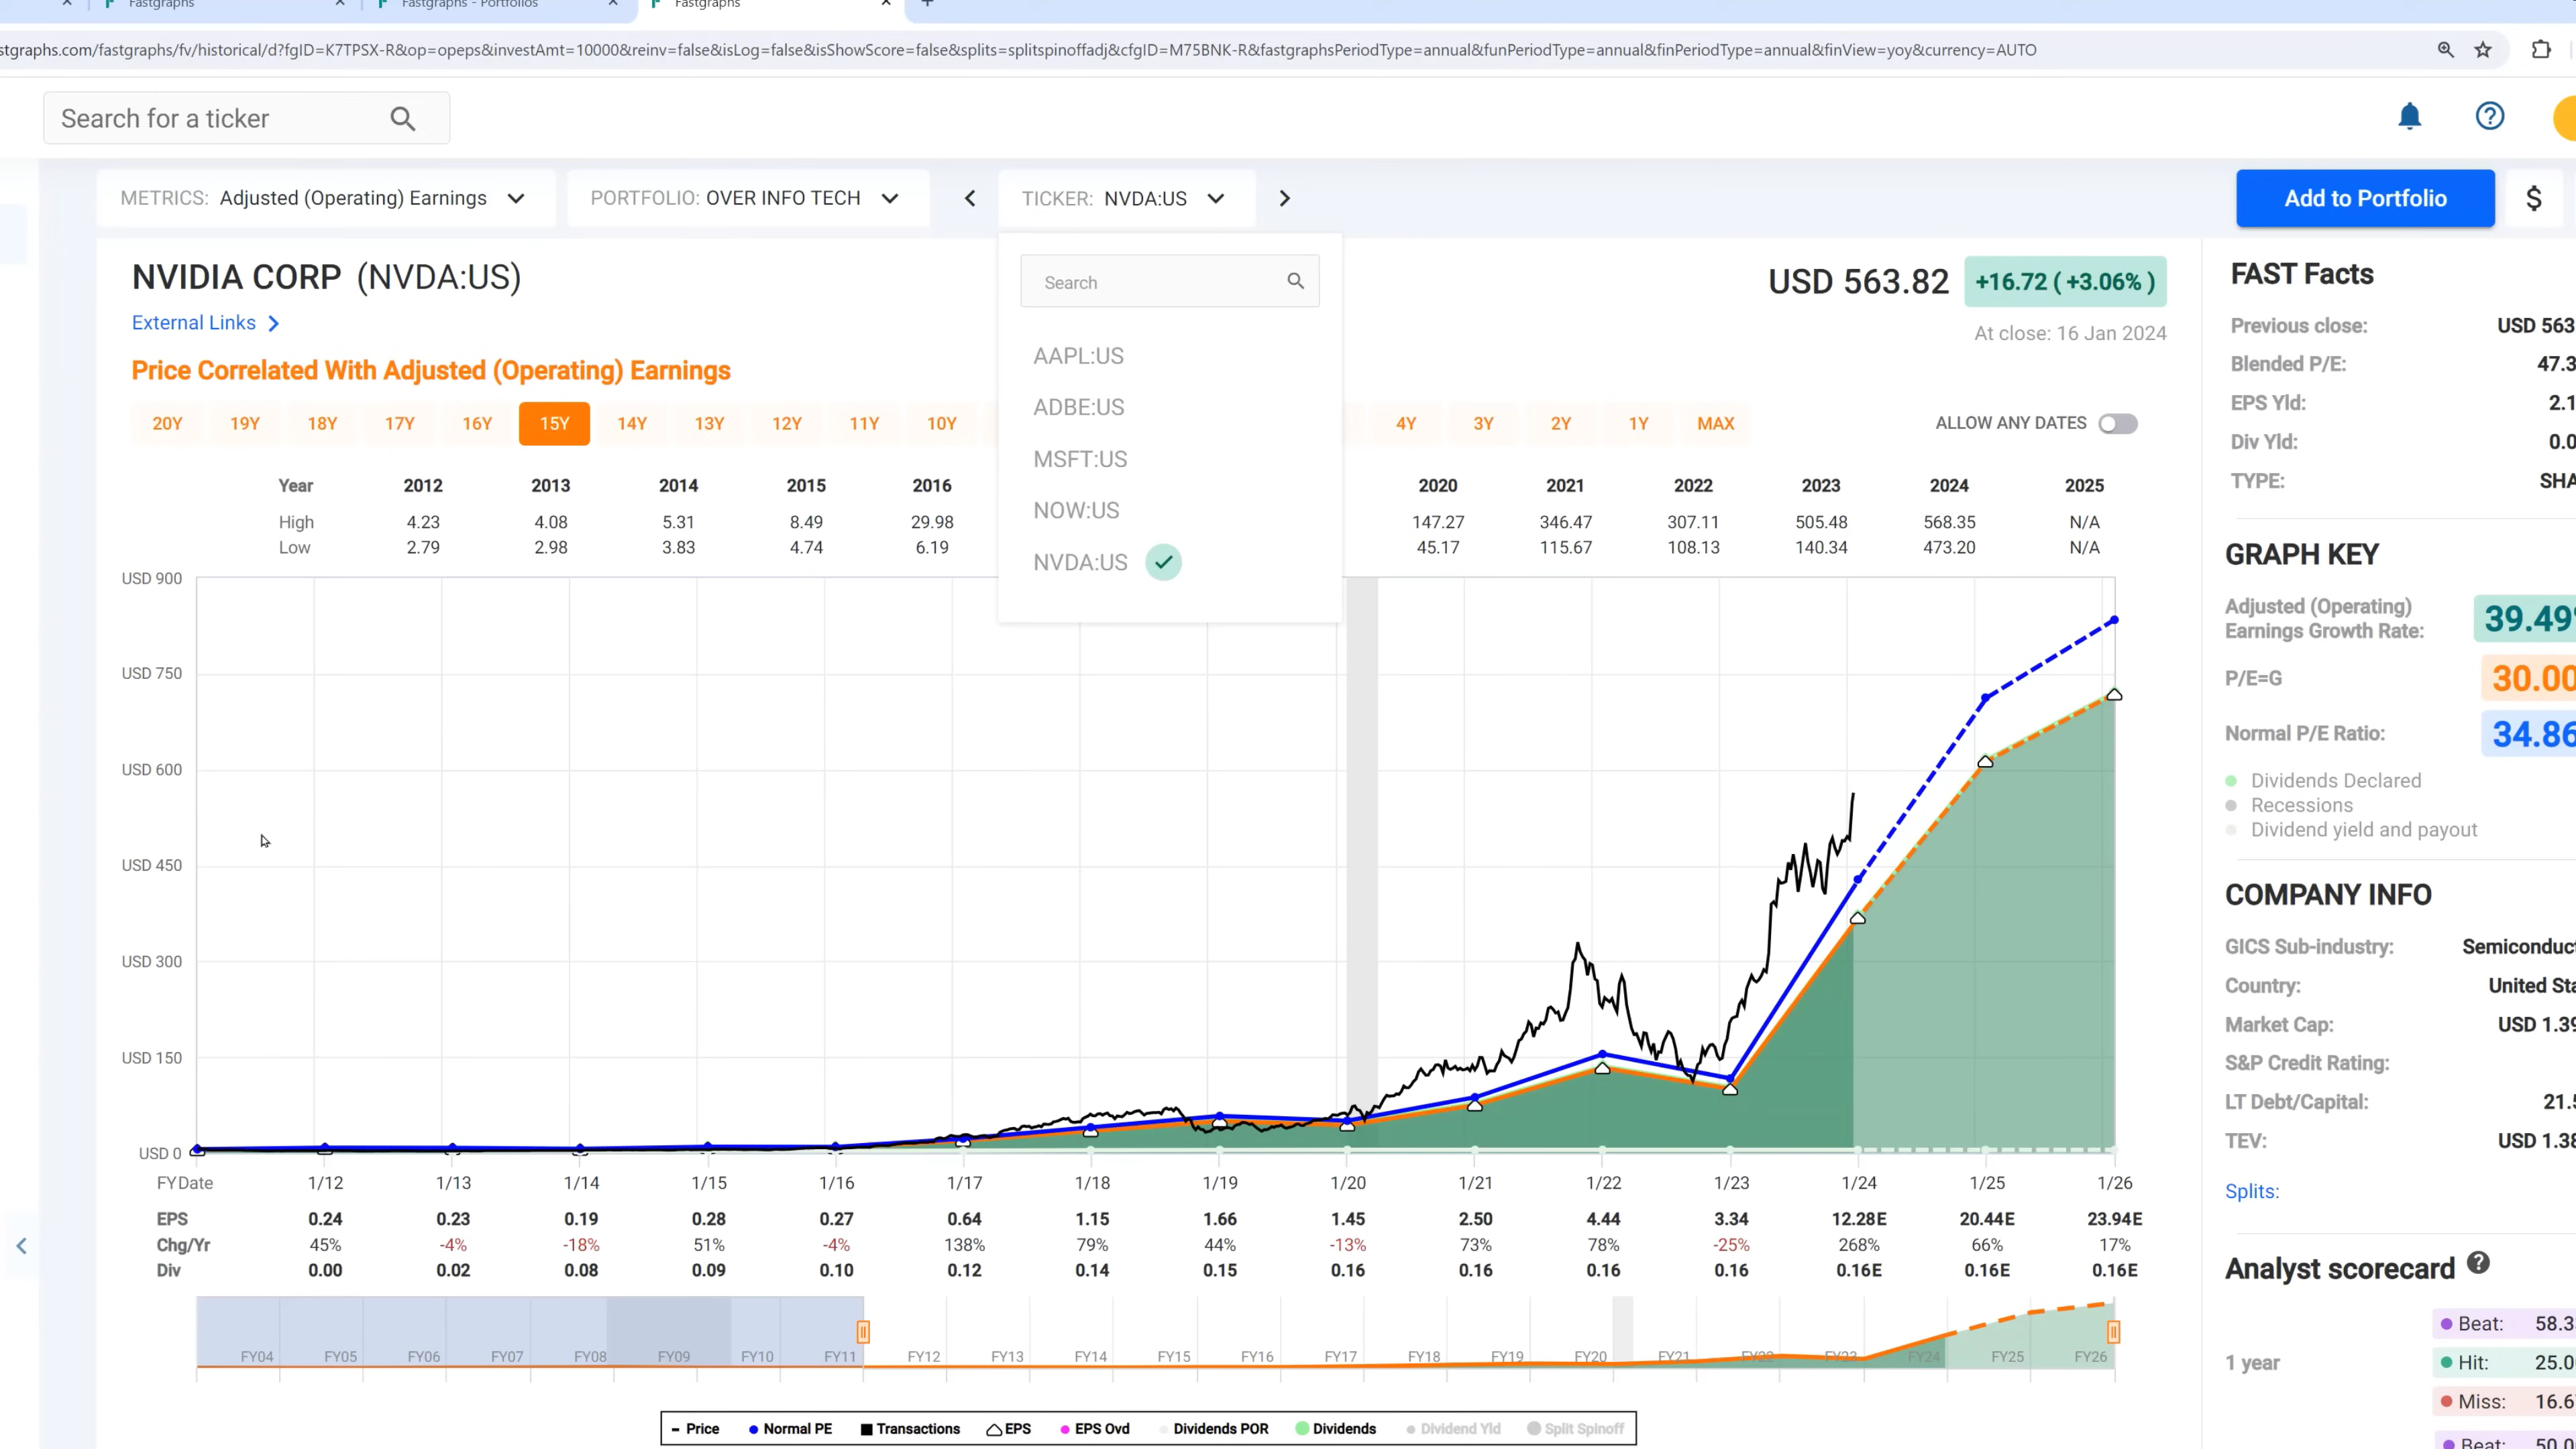 Fastgraphs
Fastgraphs - Portfolios
Fastgraphs
stgraphs.com/fastgraphs/fv/historical/d?fgID=K7TPSX-R&op=opeps&investAmt=10000&reinv=false&isLog=false&isShowScore=false&splits=splitspinoffadj&cfgID=M75BNK-R&fastgraphsPeriodType=annual&funPeriodType=annual&finPeriodType=annual&finView=yoy&currency=AUTO
Search for a ticker
METRICS: Adjusted (Operating) Earnings
PORTFOLIO: OVER INFO TECH
TICKER: NVDA:US
Add to Portfolio
$
Search
AAPL:US
ADBE:US
MSFT:US
NOW:US
NVDA:US
NVIDIA CORP (NVDA:US)
External Links
USD 563.82 +16.72 ( +3.06% )
At close: 16 Jan 2024
Price Correlated With Adjusted (Operating) Earnings
20Y 19Y 18Y 17Y 16Y 15Y 14Y 13Y 12Y 11Y 10Y 4Y 3Y 2Y 1Y MAX
ALLOW ANY DATES
Year 2012 2013 2014 2015 2016 2020 2021 2022 2023 2024 2025
High 4.23 4.08 5.31 8.49 29.98 147.27 346.47 307.11 505.48 568.35 N/A
Low 2.79 2.98 3.83 4.74 6.19 45.17 115.67 108.13 140.34 473.20 N/A
USD 900
USD 750
USD 600
USD 450
USD 300
USD 150
USD 0
FYDate 1/12 1/13 1/14 1/15 1/16 1/17 1/18 1/19 1/20 1/21 1/22 1/23 1/24 1/25 1/26
EPS 0.24 0.23 0.19 0.28 0.27 0.64 1.15 1.66 1.45 2.50 4.44 3.34 12.28E 20.44E 23.94E
Chg/Yr 45% -4% -18% 51% -4% 138% 79% 44% -13% 73% 78% -25% 268% 66% 17%
Div 0.00 0.02 0.08 0.09 0.10 0.12 0.14 0.15 0.16 0.16 0.16 0.16 0.16E 0.16E 0.16E
FY04 FY05 FY06 FY07 FY08 FY09 FY10 FY11 FY12 FY13 FY14 FY15 FY16 FY17 FY18 FY19 FY20 FY21 FY22 FY23 FY24 FY25 FY26
Price Normal PE Transactions EPS EPS Ovd Dividends POR Dividends Dividend Yld Split Spinoff
FAST Facts
Previous close: USD 563
Blended P/E: 47.3
EPS Yld: 2.1
Div Yld: 0.0
TYPE: SHA
GRAPH KEY
Adjusted (Operating)
Earnings Growth Rate: 39.49%
P/E=G 30.00
Normal P/E Ratio: 34.86
Dividends Declared
Recessions
Dividend yield and payout
COMPANY INFO
GICS Sub-industry: Semiconduct
Country: United Sta
Market Cap: USD 1.39
S&P Credit Rating:
LT Debt/Capital: 21.5
TEV: USD 1.38
Splits:
Analyst scorecard
1 year
Beat: 58.3
Hit: 25.0
Miss: 16.6
Beat: 50.0